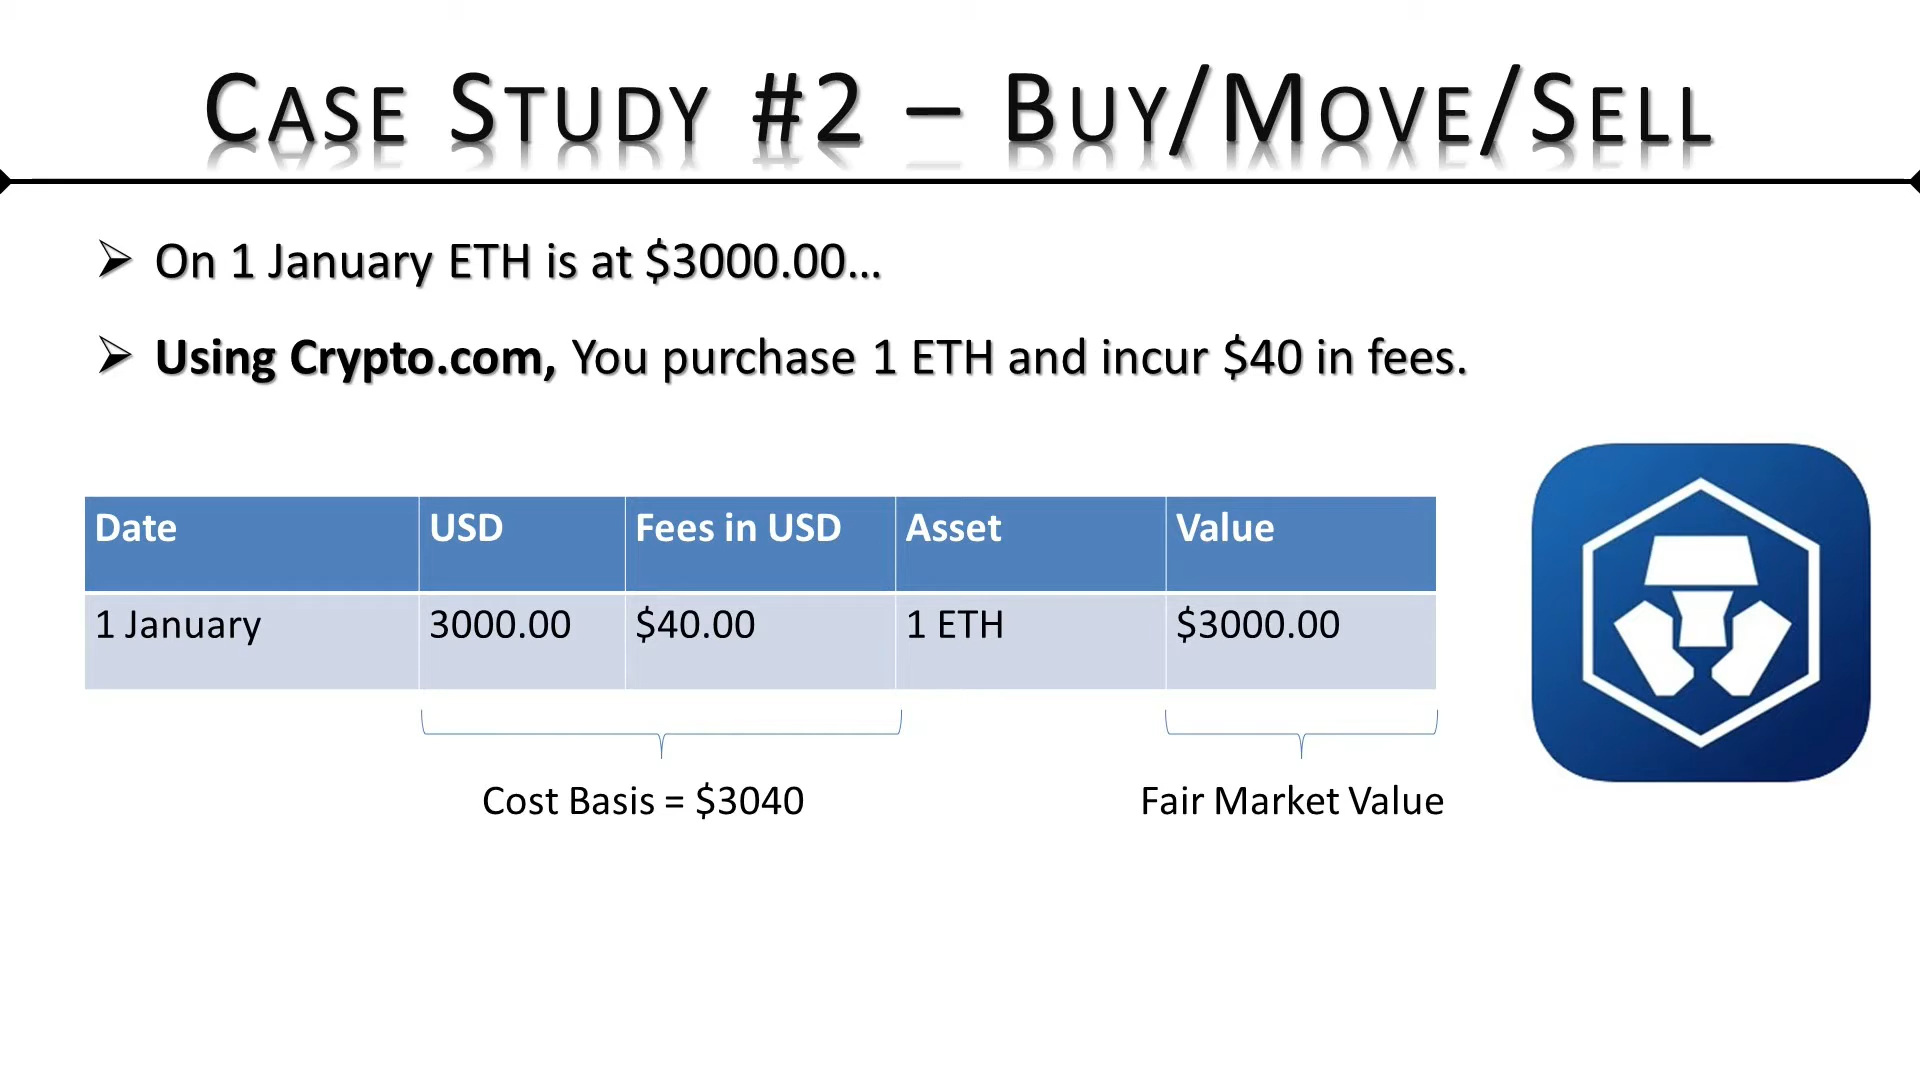 CASE STUDY #2 – BUY/MOVE/SELL
On 1 January ETH is at $3000.00…
Using Crypto.com, You purchase 1 ETH and incur $40 in fees.
Date USD Fees in USD Asset Value
1 January 3000.00 $40.00 1 ETH $3000.00
Cost Basis = $3040 Fair Market Value